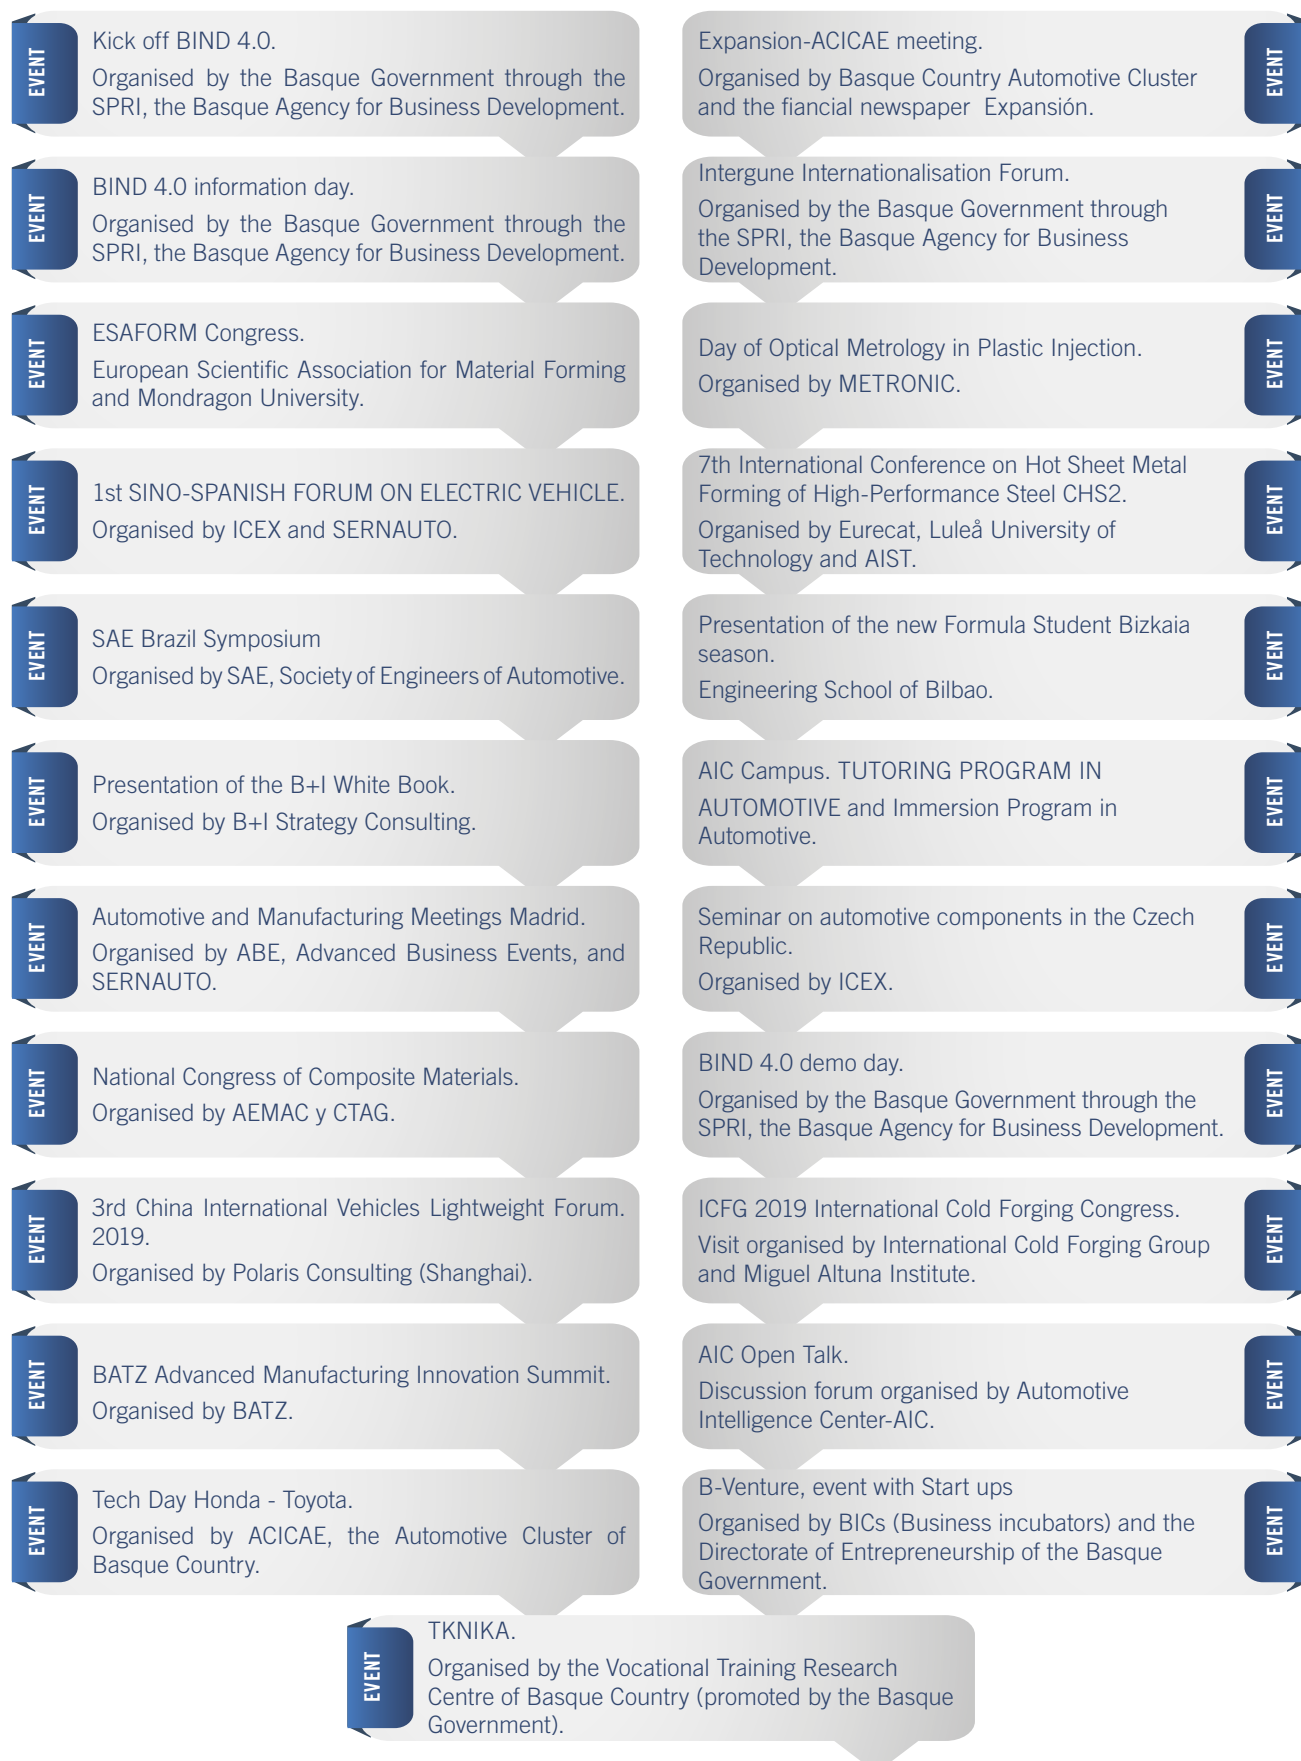 EVENT
Kick off BIND 4.0.
Organised by the Basque Government through the
SPRI, the Basque Agency for Business Development.
EVENT
BIND 4.0 information day.
Organised by the Basque Government through the
SPRI, the Basque Agency for Business Development.
EVENT
ESAFORM Congress.
European Scientific Association for Material Forming
and Mondragon University.
EVENT
1st SINO-SPANISH FORUM ON ELECTRIC VEHICLE.
Organised by ICEX and SERNAUTO.
EVENT
SAE Brazil Symposium
Organised by SAE, Society of Engineers of Automotive.
EVENT
Presentation of the B+I White Book.
Organised by B+I Strategy Consulting.
EVENT
Automotive and Manufacturing Meetings Madrid.
Organised by ABE, Advanced Business Events, and
SERNAUTO.
EVENT
National Congress of Composite Materials.
Organised by AEMAC y CTAG.
EVENT
3rd China International Vehicles Lightweight Forum.
2019.
Organised by Polaris Consulting (Shanghai).
EVENT
BATZ Advanced Manufacturing Innovation Summit.
Organised by BATZ.
EVENT
Tech Day Honda - Toyota.
Organised by ACICAE, the Automotive Cluster of
Basque Country.
Expansion-ACICAE meeting.
Organised by Basque Country Automotive Cluster
and the fiancial newspaper Expansión.
EVENT
Intergune Internationalisation Forum.
Organised by the Basque Government through
the SPRI, the Basque Agency for Business
Development.
EVENT
Day of Optical Metrology in Plastic Injection.
Organised by METRONIC.
EVENT
7th International Conference on Hot Sheet Metal
Forming of High-Performance Steel CHS2.
Organised by Eurecat, Luleå University of
Technology and AIST.
EVENT
Presentation of the new Formula Student Bizkaia
season.
Engineering School of Bilbao.
EVENT
AIC Campus. TUTORING PROGRAM IN
AUTOMOTIVE and Immersion Program in
Automotive.
EVENT
Seminar on automotive components in the Czech
Republic.
Organised by ICEX.
EVENT
BIND 4.0 demo day.
Organised by the Basque Government through the
SPRI, the Basque Agency for Business Development.
EVENT
ICFG 2019 International Cold Forging Congress.
Visit organised by International Cold Forging Group
and Miguel Altuna Institute.
EVENT
AIC Open Talk.
Discussion forum organised by Automotive
Intelligence Center-AIC.
EVENT
B-Venture, event with Start ups
Organised by BICs (Business incubators) and the
Directorate of Entrepreneurship of the Basque
Government.
EVENT
EVENT
TKNIKA.
Organised by the Vocational Training Research
Centre of Basque Country (promoted by the Basque
Government).